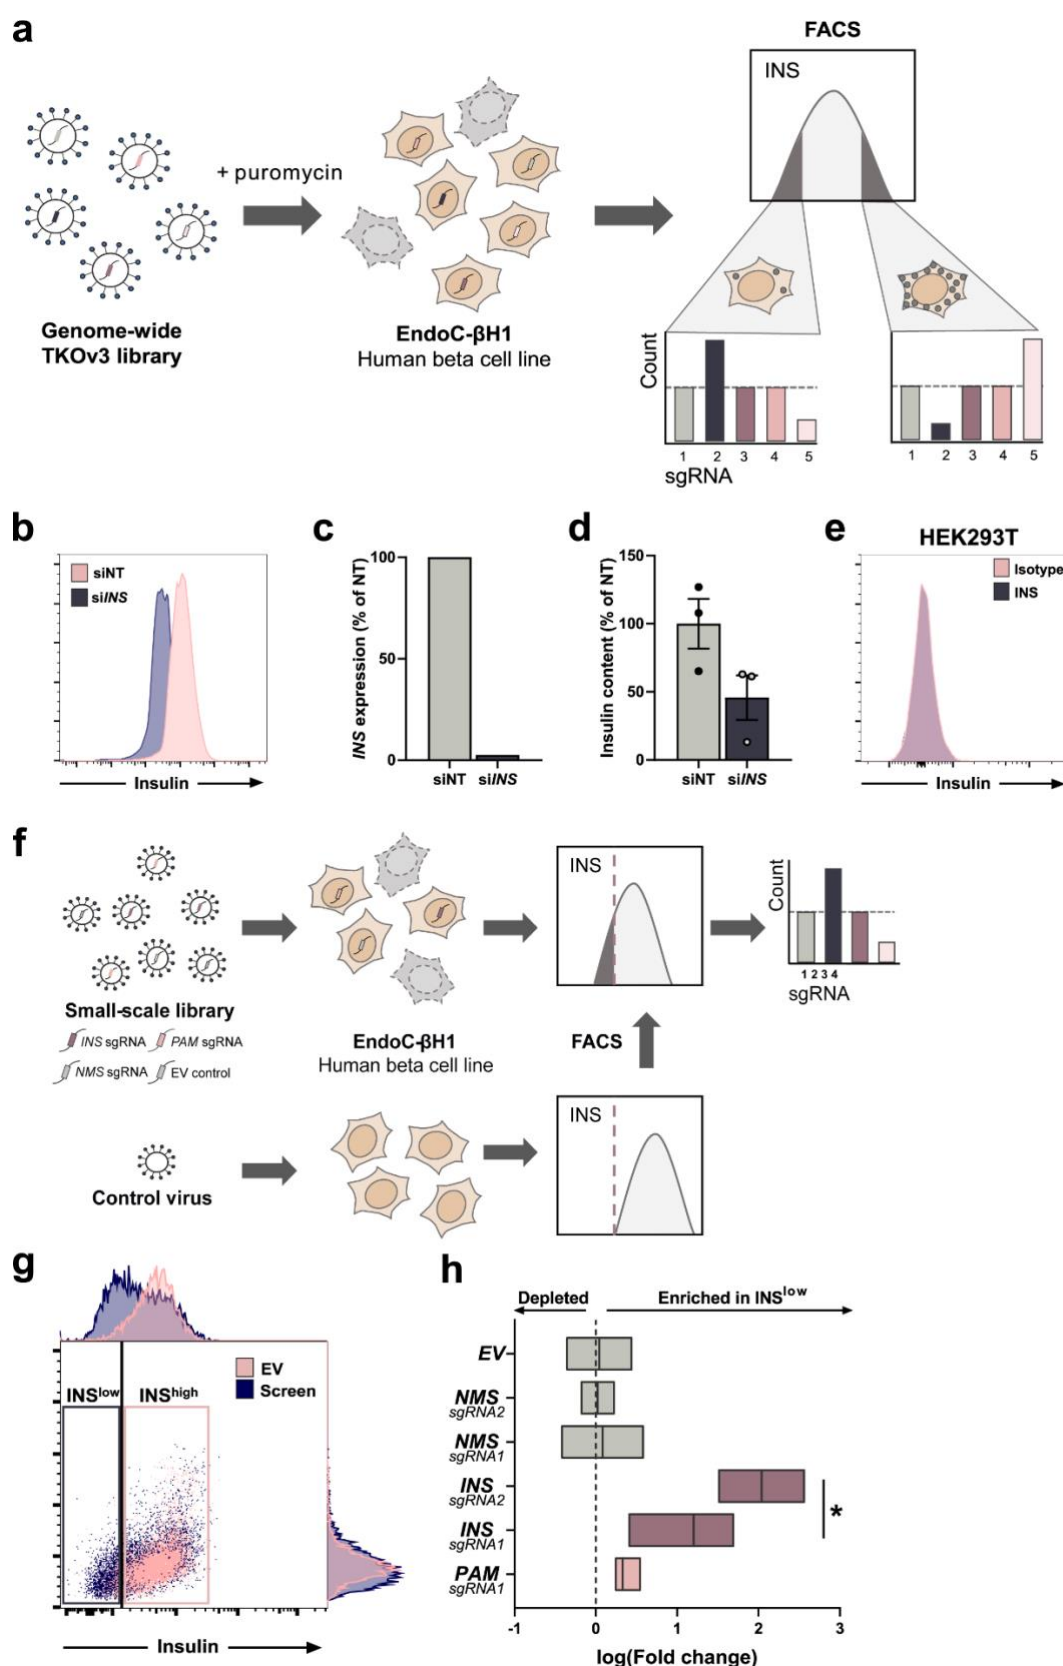 a
FACS
INS
+ puromycin
Genome-wide
TKOv3 library
EndoC-βH1
Human beta cell line
Count
1 2 3 4 5
sgRNA
1 2 3 4 5
b
siNT
siINS
Insulin
c
INS expression (% of NT)
100
50
0
siNT siINS
d
Insulin content (% of NT)
150
100
50
0
siNT siINS
e
HEK293T
Isotype
INS
Insulin
f
Small-scale library
INS sgRNA PAM sgRNA
NMS sgRNA EV control
EndoC-βH1
Human beta cell line
INS
FACS
Count
1 2 3 4
sgRNA
Control virus
INS
g
EV
Screen
INSlow INShigh
Insulin
h
Depleted Enriched in INSlow
EV
NMS
sgRNA2
NMS
sgRNA1
INS
sgRNA2
INS
sgRNA1
PAM
sgRNA1
*
-1 0 1 2 3
log(Fold change)